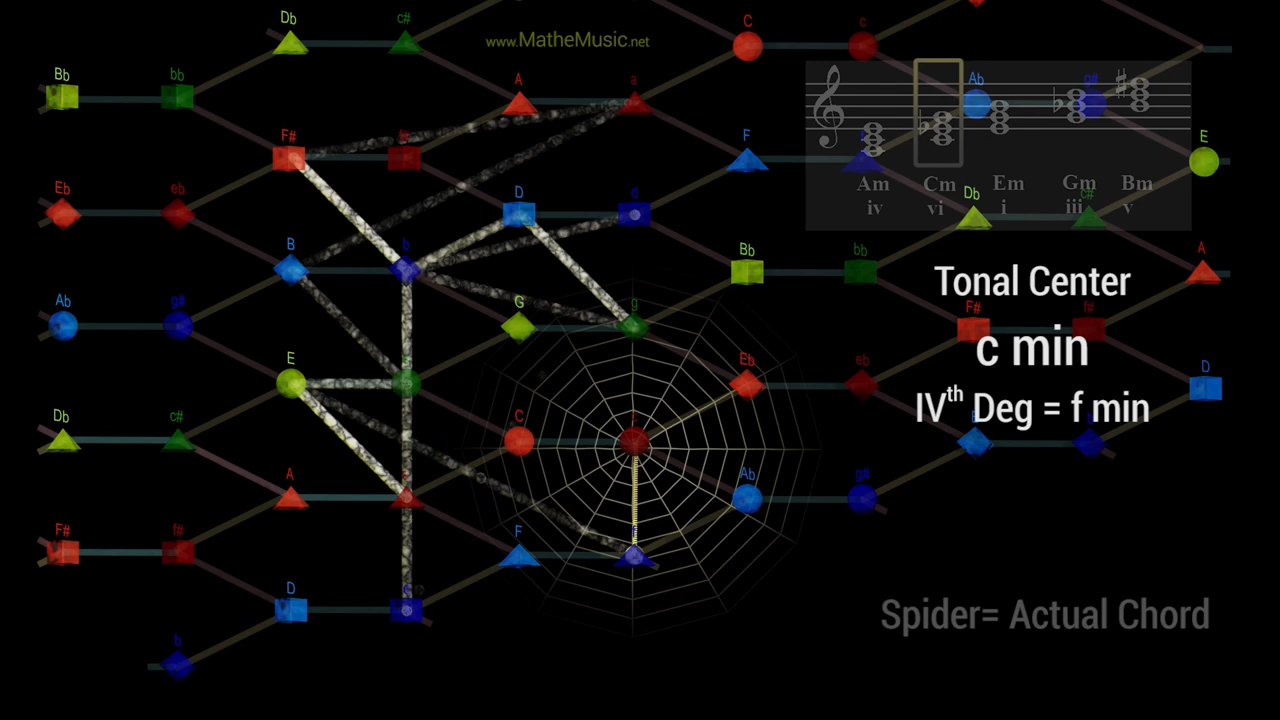 Db c# C c
www.MatheMusic.net
Bb bb A a Ab g#
F# F E
Am Cm Em Gm Bm
iv vi i iii v
Eb eb D d Db c#
B b Bb bb A
Ab g# G g F# f#
Tonal Center
c min
E Eb eb D
IVth Deg = f min
Db c# C
A Ab g#
F# f# F
D
Spider= Actual Chord
b